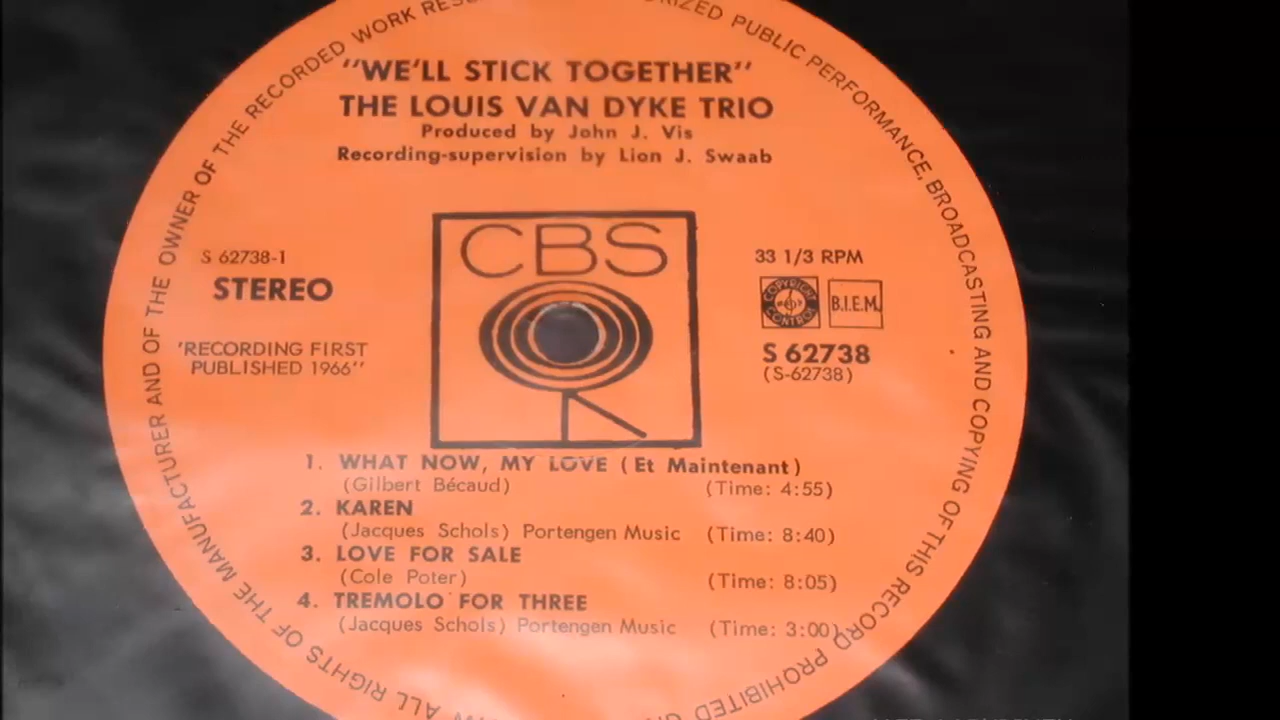 "WE'LL STICK TOGETHER"
THE LOUIS VAN DYKE TRIO
Produced by John J. Vis
Recording-supervision by Lion J. Swaab
CBS
S 62738-1
STEREO
'RECORDING FIRST
PUBLISHED 1966"
33 1/3 RPM
COPYRIGHT CONTROL
B.I.E.M.
S 62738
(S-62738)
1. WHAT NOW, MY LOVE (Et Maintenant)
(Gilbert Bécaud) (Time: 4:55)
2. KAREN
(Jacques Schols) Portengen Music (Time: 8:40)
3. LOVE FOR SALE
(Cole Poter) (Time: 8:05)
4. TREMOLO FOR THREE
(Jacques Schols) Portengen Music (Time: 3:00)
ALL RIGHTS OF THE MANUFACTURER AND OF THE OWNER OF THE RECORDED WORK
PUBLIC PERFORMANCE, BROADCASTING AND COPYING OF THIS RECORD PROHIBITED